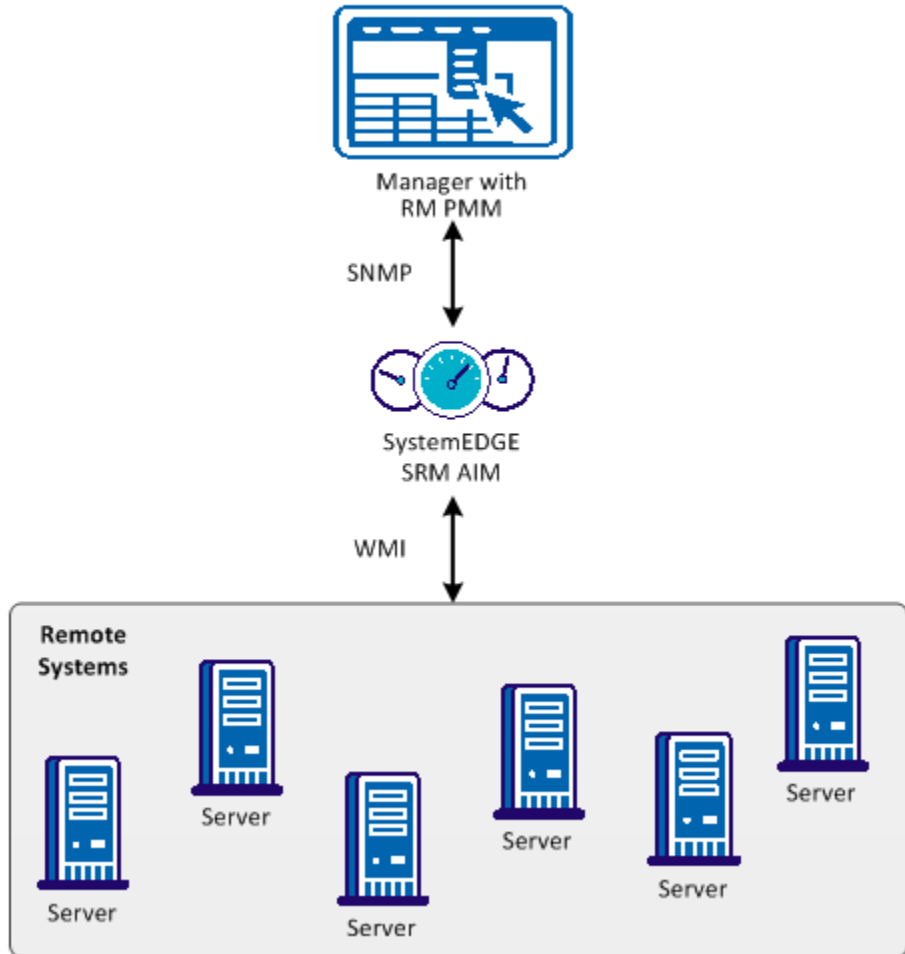 Manager with
RM PMM
SNMP
SystemEDGE
SRM AIM
WMI
Remote
Systems
Server
Server
Server
Server
Server
Server